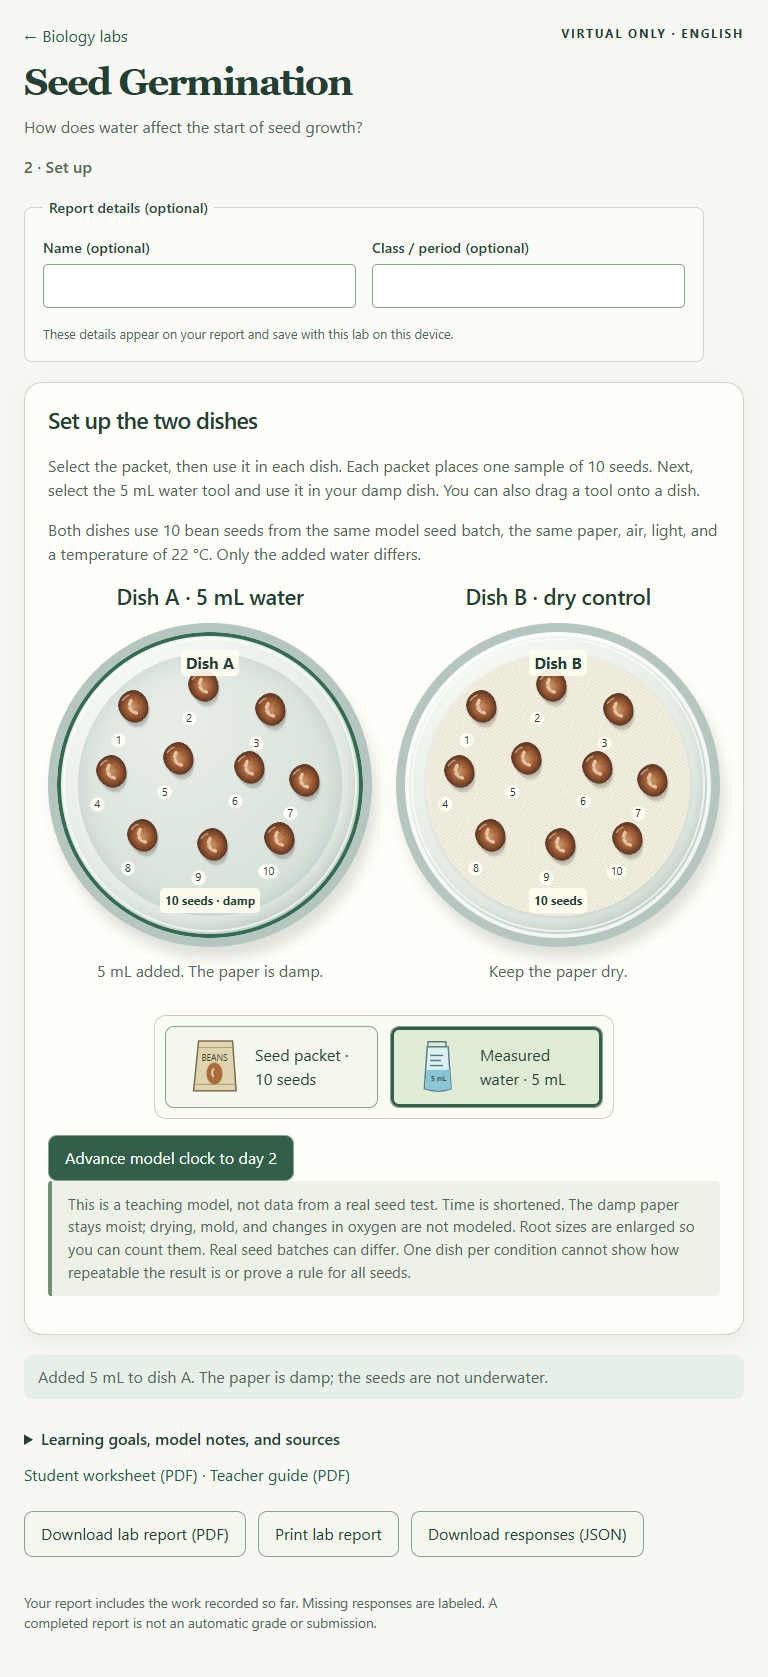 ← Biology labs
VIRTUAL ONLY · ENGLISH
Seed Germination
How does water affect the start of seed growth?
2 · Set up
Report details (optional)
Name (optional)
Class / period (optional)
These details appear on your report and save with this lab on this device.
Set up the two dishes
Select the packet, then use it in each dish. Each packet places one sample of 10 seeds. Next,
select the 5 mL water tool and use it in your damp dish. You can also drag a tool onto a dish.
Both dishes use 10 bean seeds from the same model seed batch, the same paper, air, light, and
a temperature of 22 °C. Only the added water differs.
Dish A · 5 mL water
Dish A
1
2
3
4
5
6
7
8
9
10
10 seeds · damp
5 mL added. The paper is damp.
Dish B · dry control
Dish B
1
2
3
4
5
6
7
8
9
10
10 seeds
Keep the paper dry.
BEANS
Seed packet ·
10 seeds
5 mL
Measured
water · 5 mL
Advance model clock to day 2
This is a teaching model, not data from a real seed test. Time is shortened. The damp paper
stays moist; drying, mold, and changes in oxygen are not modeled. Root sizes are enlarged so
you can count them. Real seed batches can differ. One dish per condition cannot show how
repeatable the result is or prove a rule for all seeds.
Added 5 mL to dish A. The paper is damp; the seeds are not underwater.
▶ Learning goals, model notes, and sources
Student worksheet (PDF) · Teacher guide (PDF)
Download lab report (PDF)
Print lab report
Download responses (JSON)
Your report includes the work recorded so far. Missing responses are labeled. A
completed report is not an automatic grade or submission.